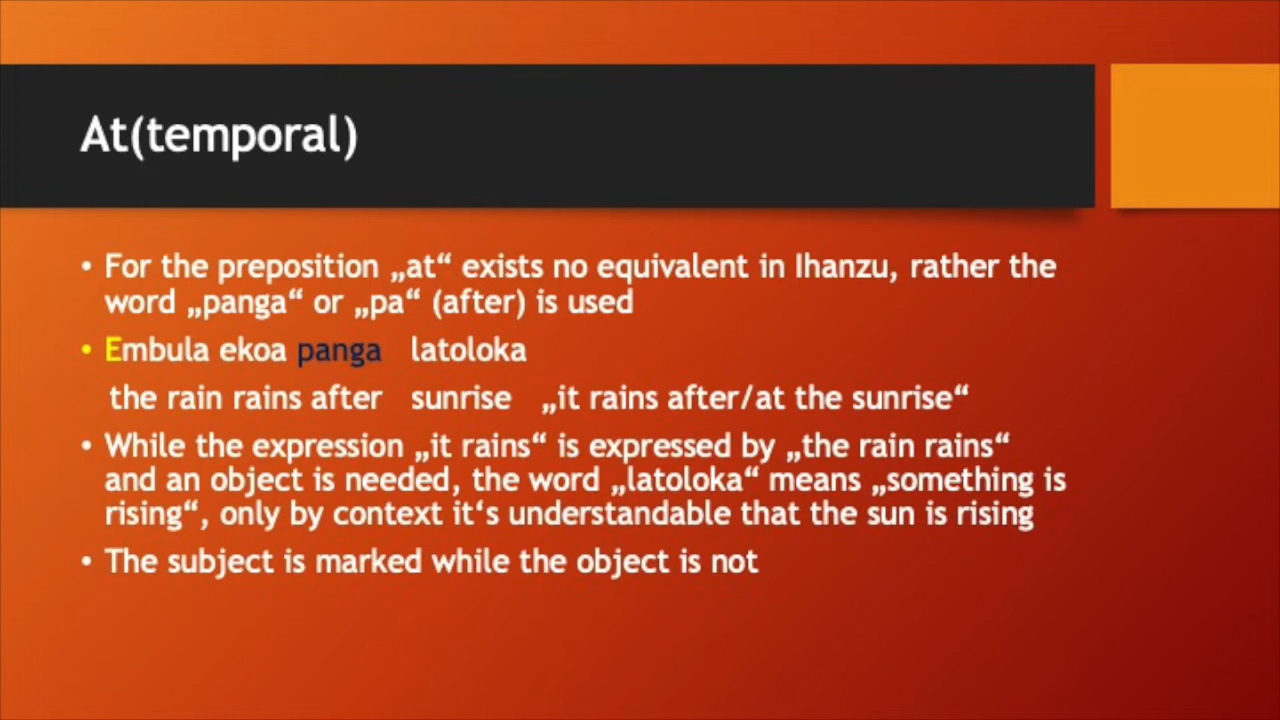 At(temporal)
• For the preposition „at“ exists no equivalent in Ihanzu, rather the
word „panga“ or „pa“ (after) is used
• Embula ekoa panga latoloka
the rain rains after sunrise „it rains after/at the sunrise“
• While the expression „it rains“ is expressed by „the rain rains“
and an object is needed, the word „latoloka“ means „something is
rising“, only by context it‘s understandable that the sun is rising
• The subject is marked while the object is not